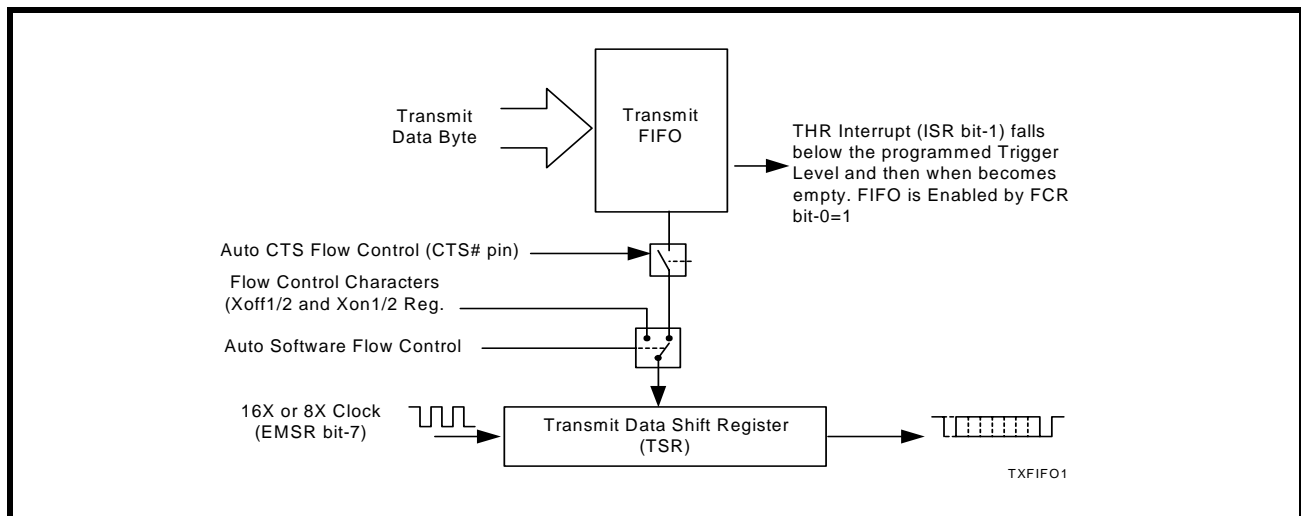 Transmit
Data Byte
Transmit
FIFO
THR Interrupt (ISR bit-1) falls
below the programmed Trigger
Level and then when becomes
empty. FIFO is Enabled by FCR
bit-0=1
Auto CTS Flow Control (CTS# pin)
Flow Control Characters
(Xoff1/2 and Xon1/2 Reg.
Auto Software Flow Control
16X or 8X Clock
(EMSR bit-7)
Transmit Data Shift Register
(TSR)
TXFIFO1